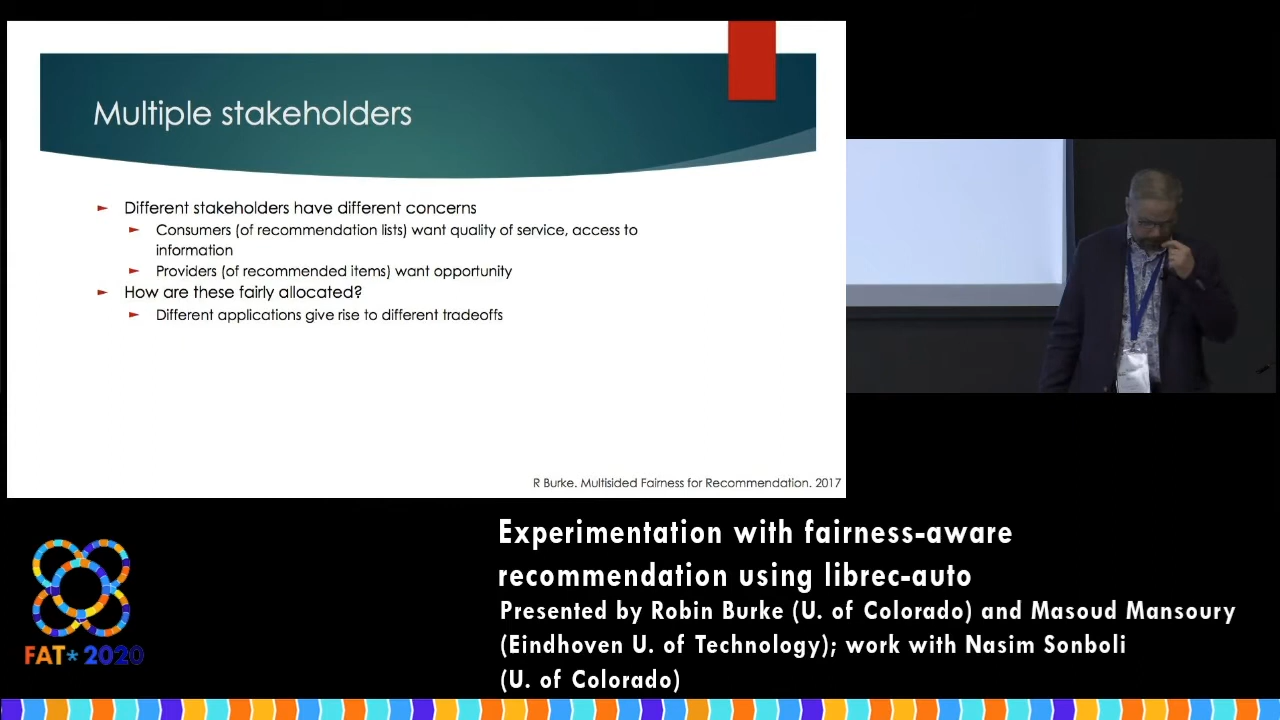 Multiple stakeholders
Different stakeholders have different concerns
Consumers (of recommendation lists) want quality of service, access to
information
Providers (of recommended items) want opportunity
How are these fairly allocated?
Different applications give rise to different tradeoffs
R Burke. Multisided Fairness for Recommendation. 2017
Experimentation with fairness-aware
recommendation using librec-auto
Presented by Robin Burke (U. of Colorado) and Masoud Mansoury
(Eindhoven U. of Technology); work with Nasim Sonboli
(U. of Colorado)
FAT* 2020